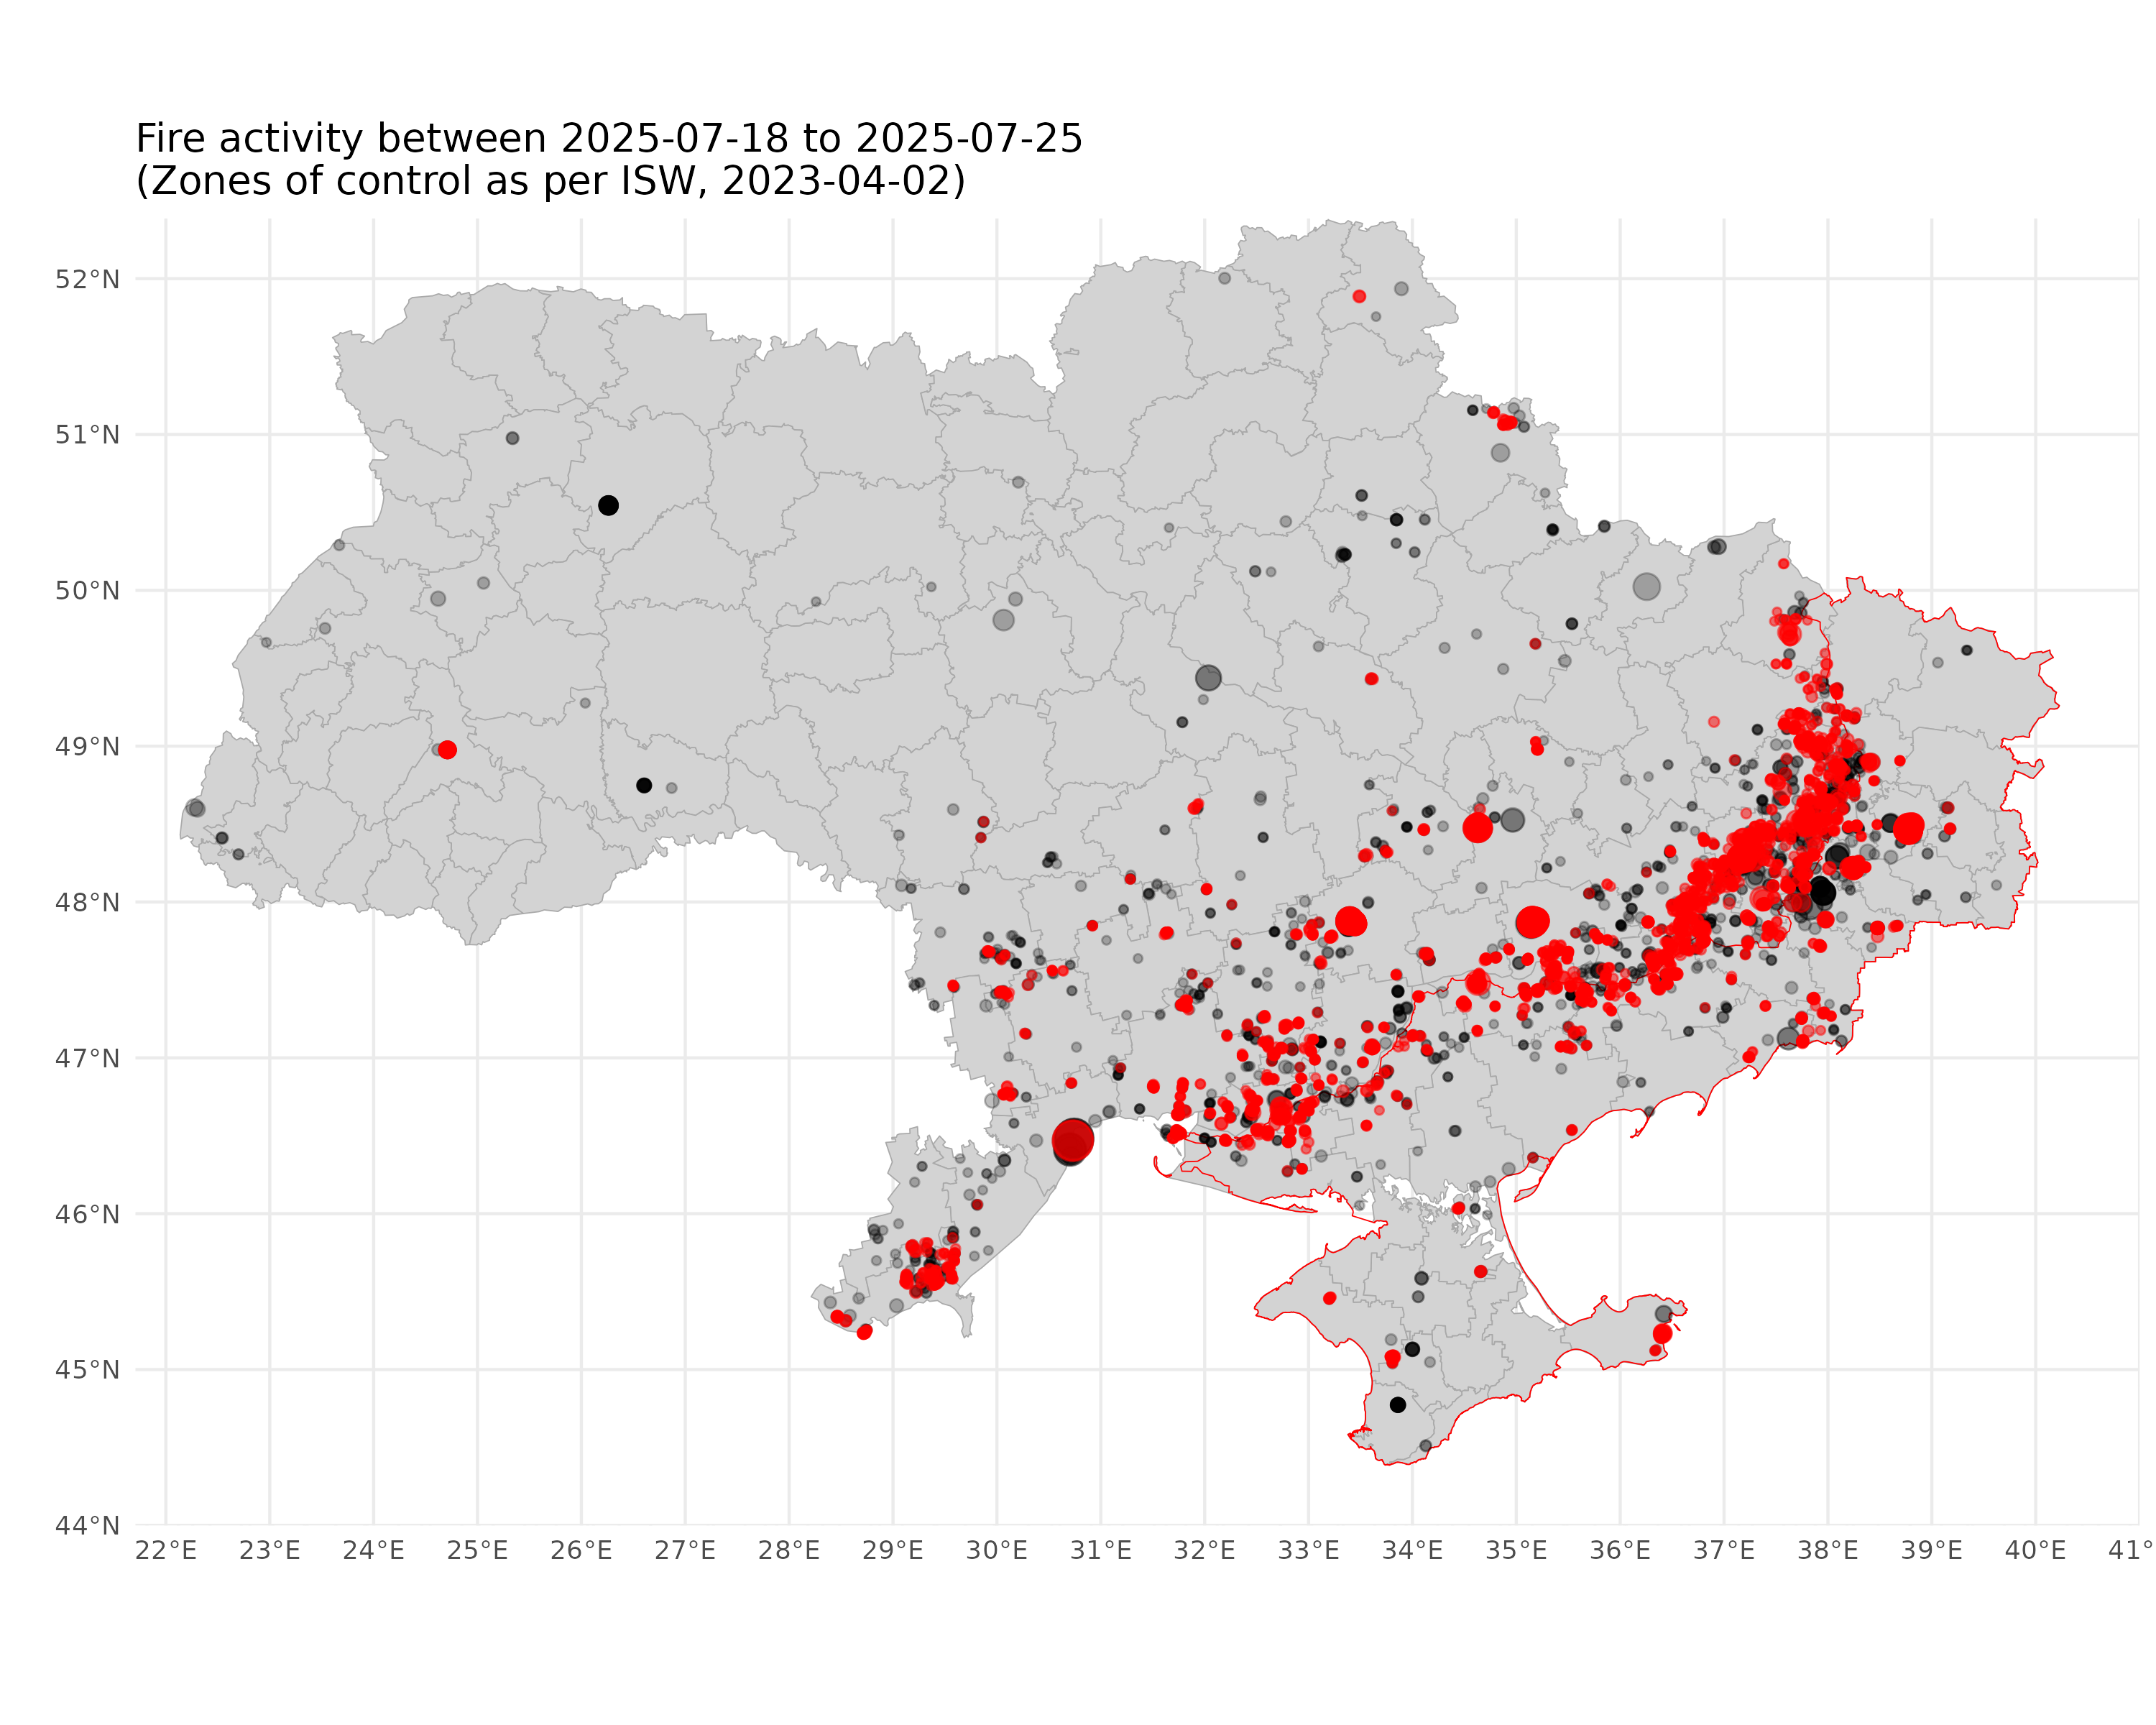 Fire activity between 2025-07-18 to 2025-07-25
(Zones of control as per ISW, 2023-04-02)
52°N
51°N
50°N
49°N
48°N
47°N
46°N
45°N
44°N
22°E 23°E 24°E 25°E 26°E 27°E 28°E 29°E 30°E 31°E 32°E 33°E 34°E 35°E 36°E 37°E 38°E 39°E 40°E 41°